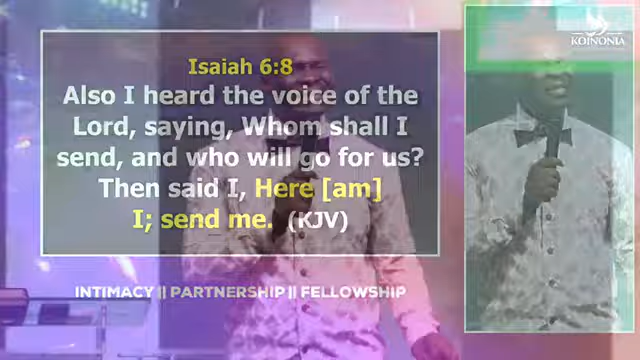 Isaiah 6:8
Also I heard the voice of the
Lord, saying, Whom shall I
send, and who will go for us?
Then said I, Here [am]
I; send me. (KJV)
INTIMACY || PARTNERSHIP || FELLOWSHIP
KOINONIA